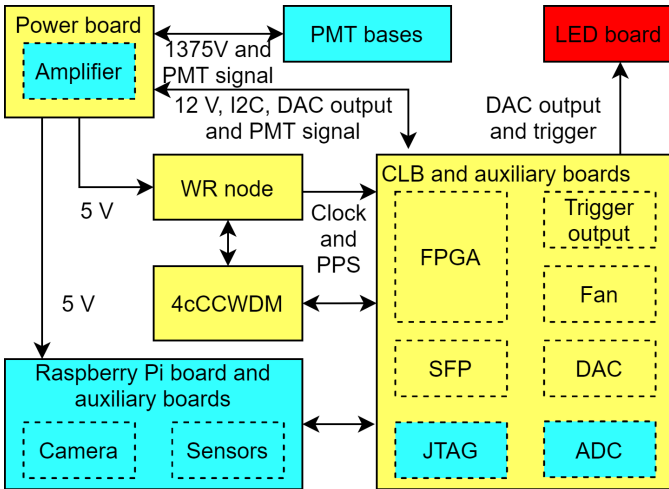 Power board
Amplifier
1375V and
PMT signal
PMT bases
LED board
12 V, I2C, DAC output
and PMT signal
DAC output
and trigger
WR node
5 V
Clock
and
PPS
CLB and auxiliary boards
FPGA
Trigger
output
4cCCWDM
Fan
5 V
SFP
DAC
Raspberry Pi board and
auxiliary boards
Camera
Sensors
JTAG
ADC